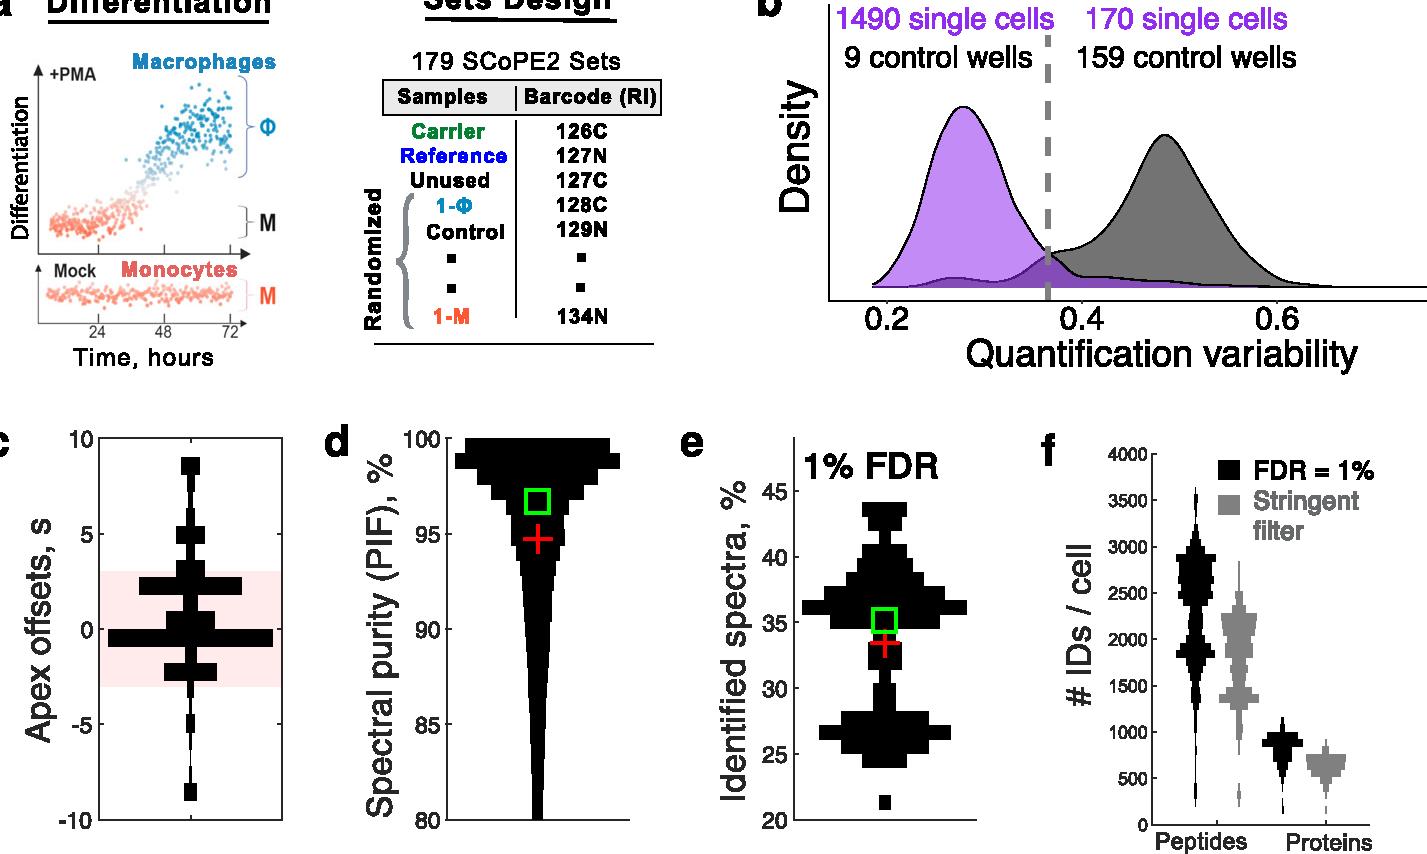 a
Differentiation
Sets Design
+PMA
Macrophages
Differentiation
Φ
M
Mock
Monocytes
M
24 48 72
Time, hours
179 SCoPE2 Sets
Samples Barcode (RI)
Carrier 126C
Reference 127N
Unused 127C
1-Φ 128C
Control 129N
1-M 134N
Randomized
b
1490 single cells 170 single cells
9 control wells 159 control wells
Density
0.2 0.4 0.6
Quantification variability
c
10
5
0
-5
-10
Apex offsets, s
d
100
95
90
85
80
Spectral purity (PIF), %
e
1% FDR
45
40
35
30
25
20
Identified spectra, %
f
FDR = 1%
Stringent
filter
4000
3500
3000
2500
2000
1500
1000
500
0
# IDs / cell
Peptides Proteins